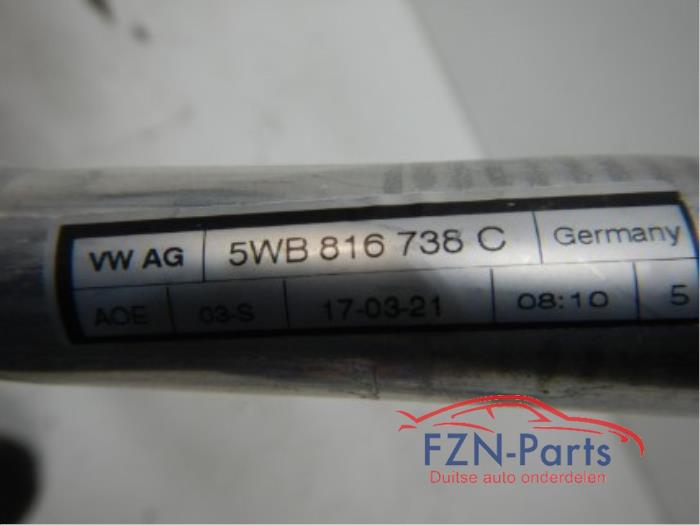 VW AG 5WB 816 738 C Germany
AOE 03-S 17-03-21 08:10 5
FZN-Parts
Duitse auto onderdelen